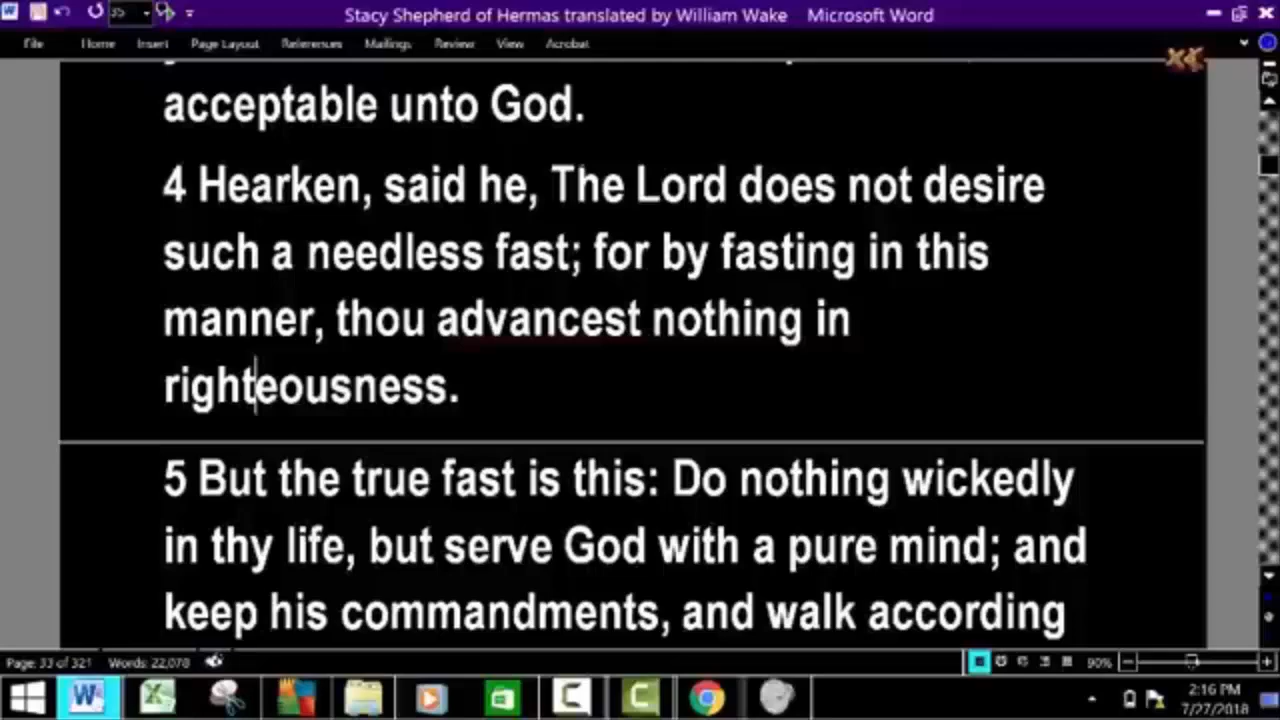 35
Stacy Shepherd of Hermas translated by William Wake Microsoft Word
File Home Insert Page Layout References Mailings Review View Acrobat
acceptable unto God.
4 Hearken, said he, The Lord does not desire
such a needless fast; for by fasting in this
manner, thou advancest nothing in
righteousness.
5 But the true fast is this: Do nothing wickedly
in thy life, but serve God with a pure mind; and
keep his commandments, and walk according
Page: 33 of 321 Words: 22,078 90%
2:16 PM
7/27/2018